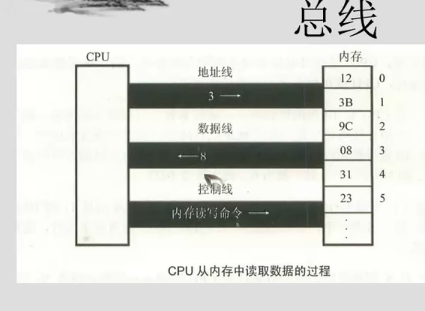 总线
CPU
内存
地址线
3 →
数据线
← 8
控制线
内存读写命令 →
12 0
3B 1
9C 2
08 3
31 4
23 5
·
·
·
CPU 从内存中读取数据的过程